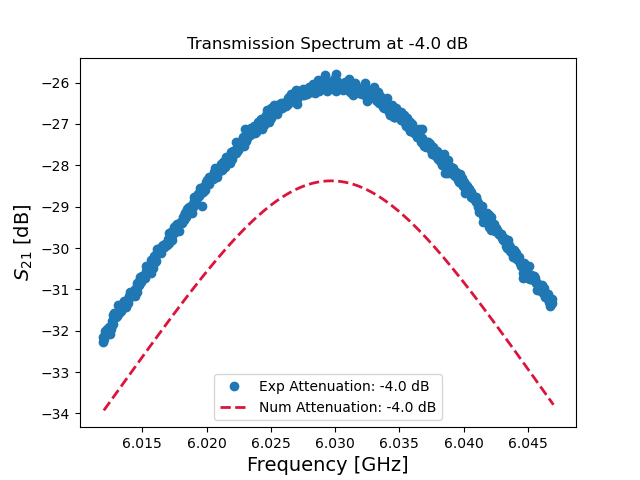 Transmission Spectrum at -4.0 dB
−26
−27
−28
−29
−30
−31
−32
−33
−34
S21 [dB]
Exp Attenuation: -4.0 dB
Num Attenuation: -4.0 dB
6.015 6.020 6.025 6.030 6.035 6.040 6.045
Frequency [GHz]